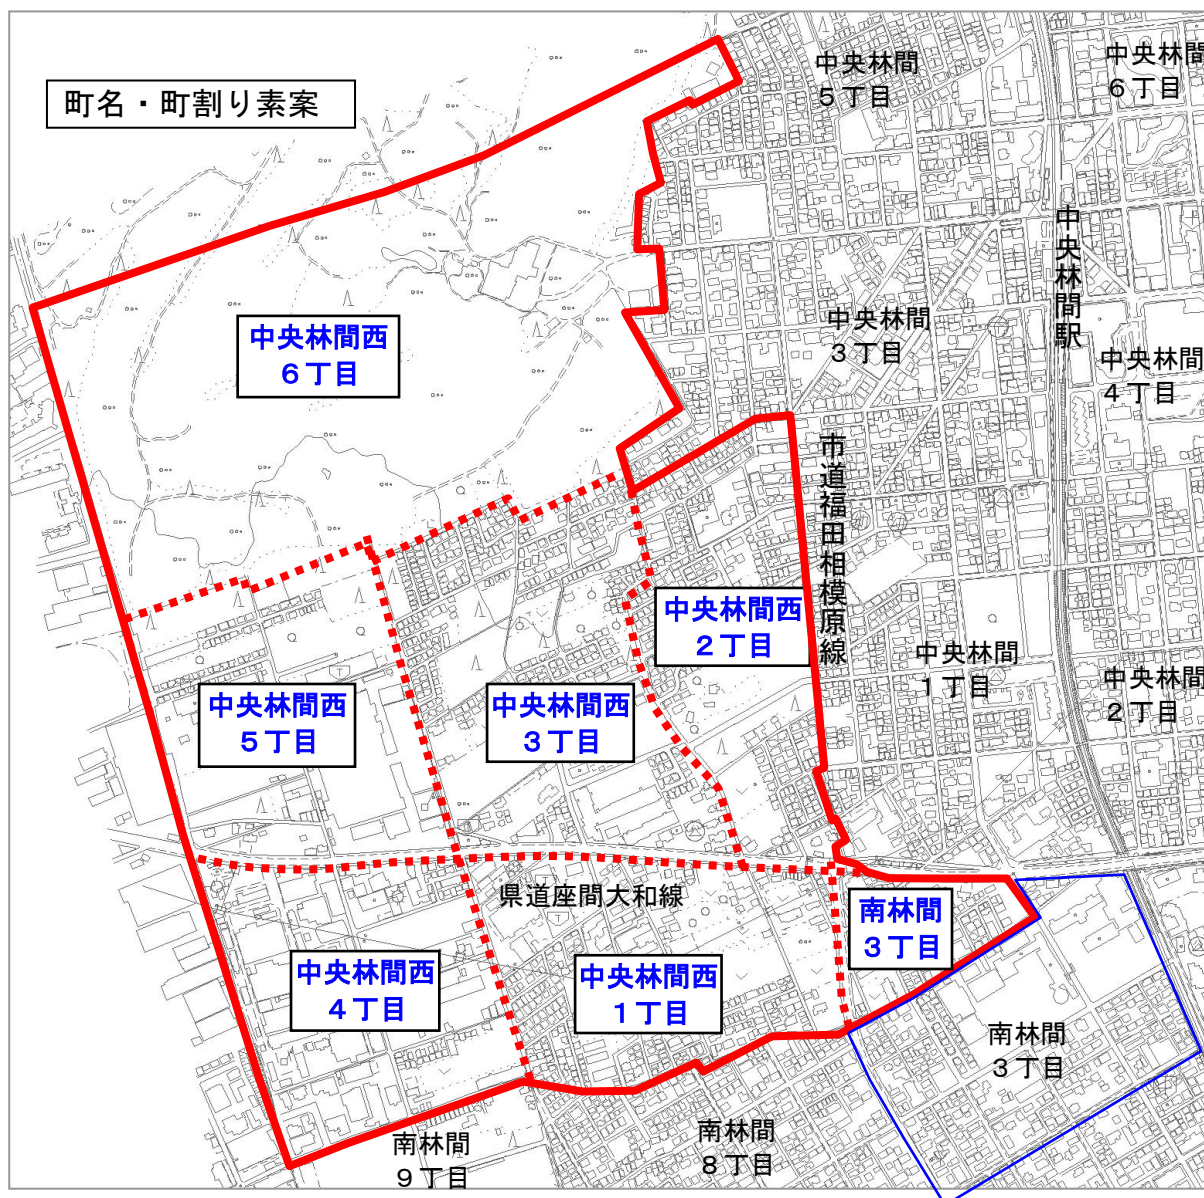 町名・町割り素案
中央林間
５丁目
中央林間
６丁目
中央林間駅
中央林間西
６丁目
中央林間
３丁目
中央林間
４丁目
市道福田相模原線
中央林間西
２丁目
中央林間
１丁目
中央林間
２丁目
中央林間西
５丁目
中央林間西
３丁目
県道座間大和線
南林間
３丁目
中央林間西
４丁目
中央林間西
１丁目
南林間
３丁目
南林間
９丁目
南林間
８丁目